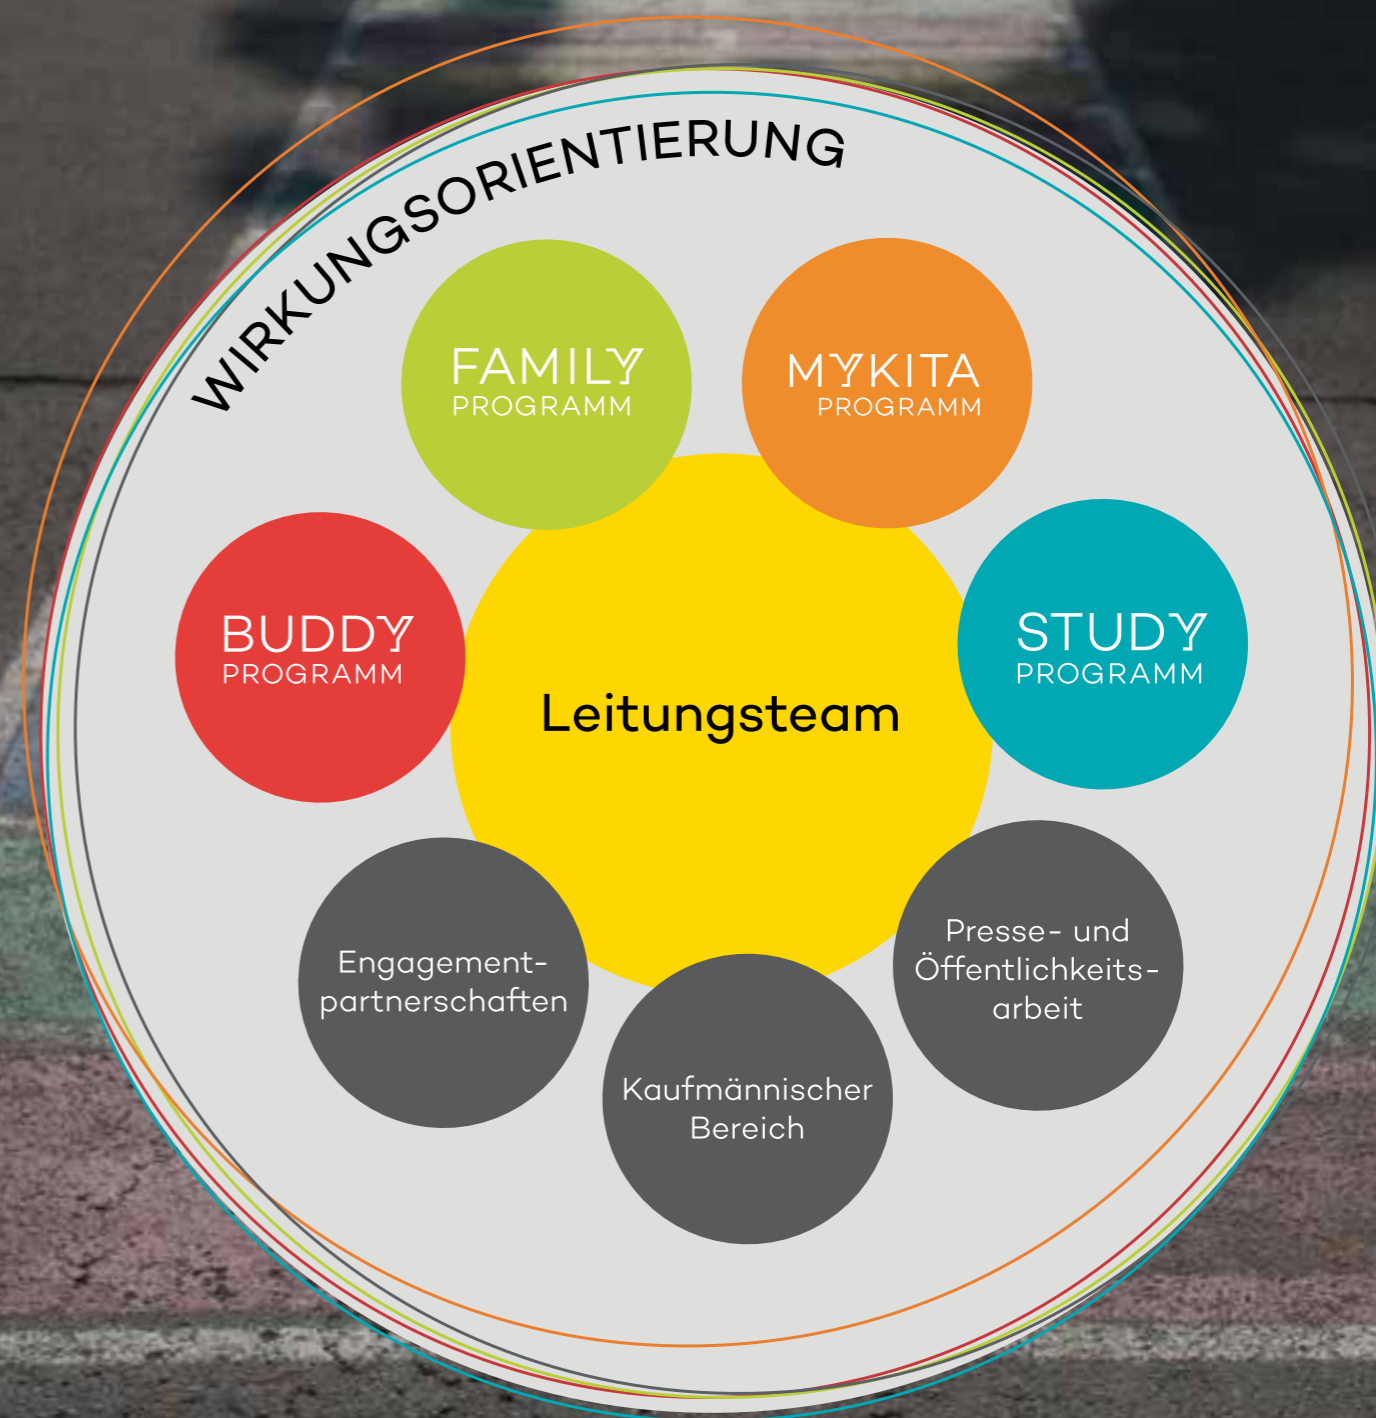 WIRKUNGSORIENTIERUNG
FAMILY
PROGRAMM
MYKITA
PROGRAMM
BUDDY
PROGRAMM
STUDY
PROGRAMM
Leitungsteam
Engagement-
partnerschaften
Kaufmännischer
Bereich
Presse- und
Öffentlichkeits-
arbeit